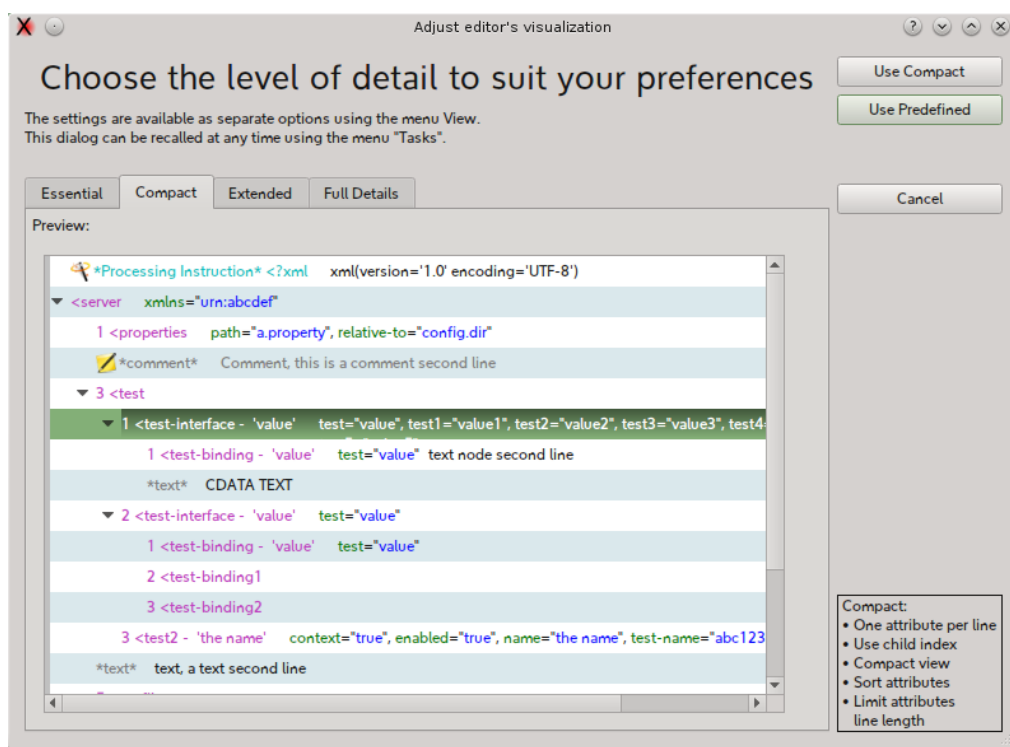 Adjust editor's visualization
Choose the level of detail to suit your preferences
The settings are available as separate options using the menu View.
This dialog can be recalled at any time using the menu "Tasks".
Use Compact
Use Predefined
Cancel
Essential Compact Extended Full Details
Preview:
*Processing Instruction* <?xml xml(version='1.0' encoding='UTF-8')
<server xmlns="urn:abcdef"
1 <properties path="a.property", relative-to="config.dir"
*comment* Comment, this is a comment second line
3 <test
1 <test-interface - 'value' test="value", test1="value1", test2="value2", test3="value3", test4=
1 <test-binding - 'value' test="value" text node second line
*text* CDATA TEXT
2 <test-interface - 'value' test="value"
1 <test-binding - 'value' test="value"
2 <test-binding1
3 <test-binding2
3 <test2 - 'the name' context="true", enabled="true", name="the name", test-name="abc123
*text* text, a text second line
Compact:
• One attribute per line
• Use child index
• Compact view
• Sort attributes
• Limit attributes
line length